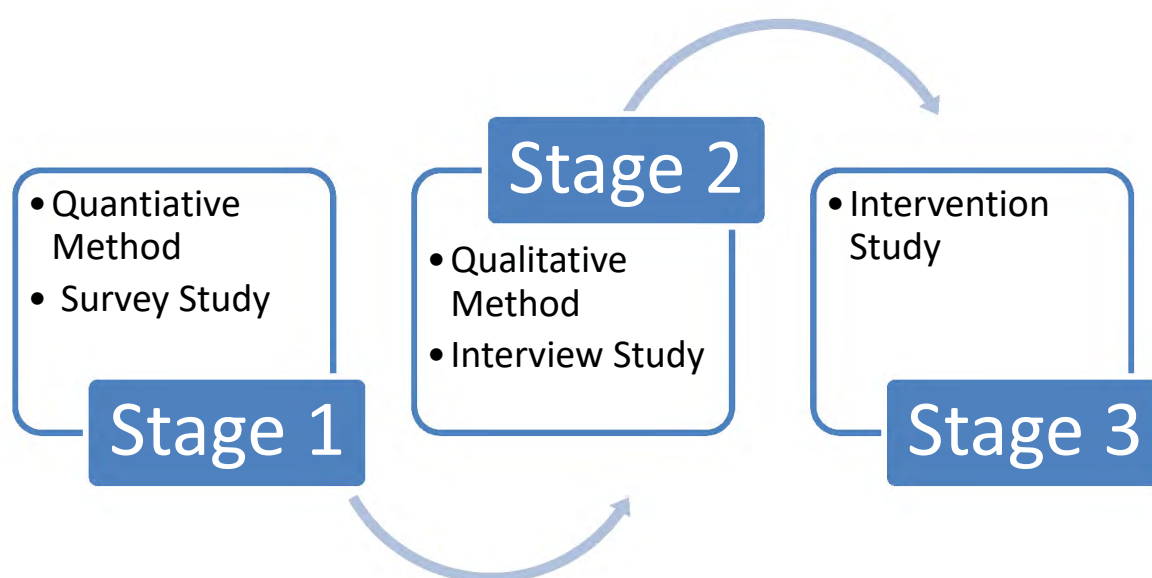 • Quantiative
Method
• Survey Study
Stage 1
Stage 2
• Qualitative
Method
• Interview Study
• Intervention
Study
Stage 3